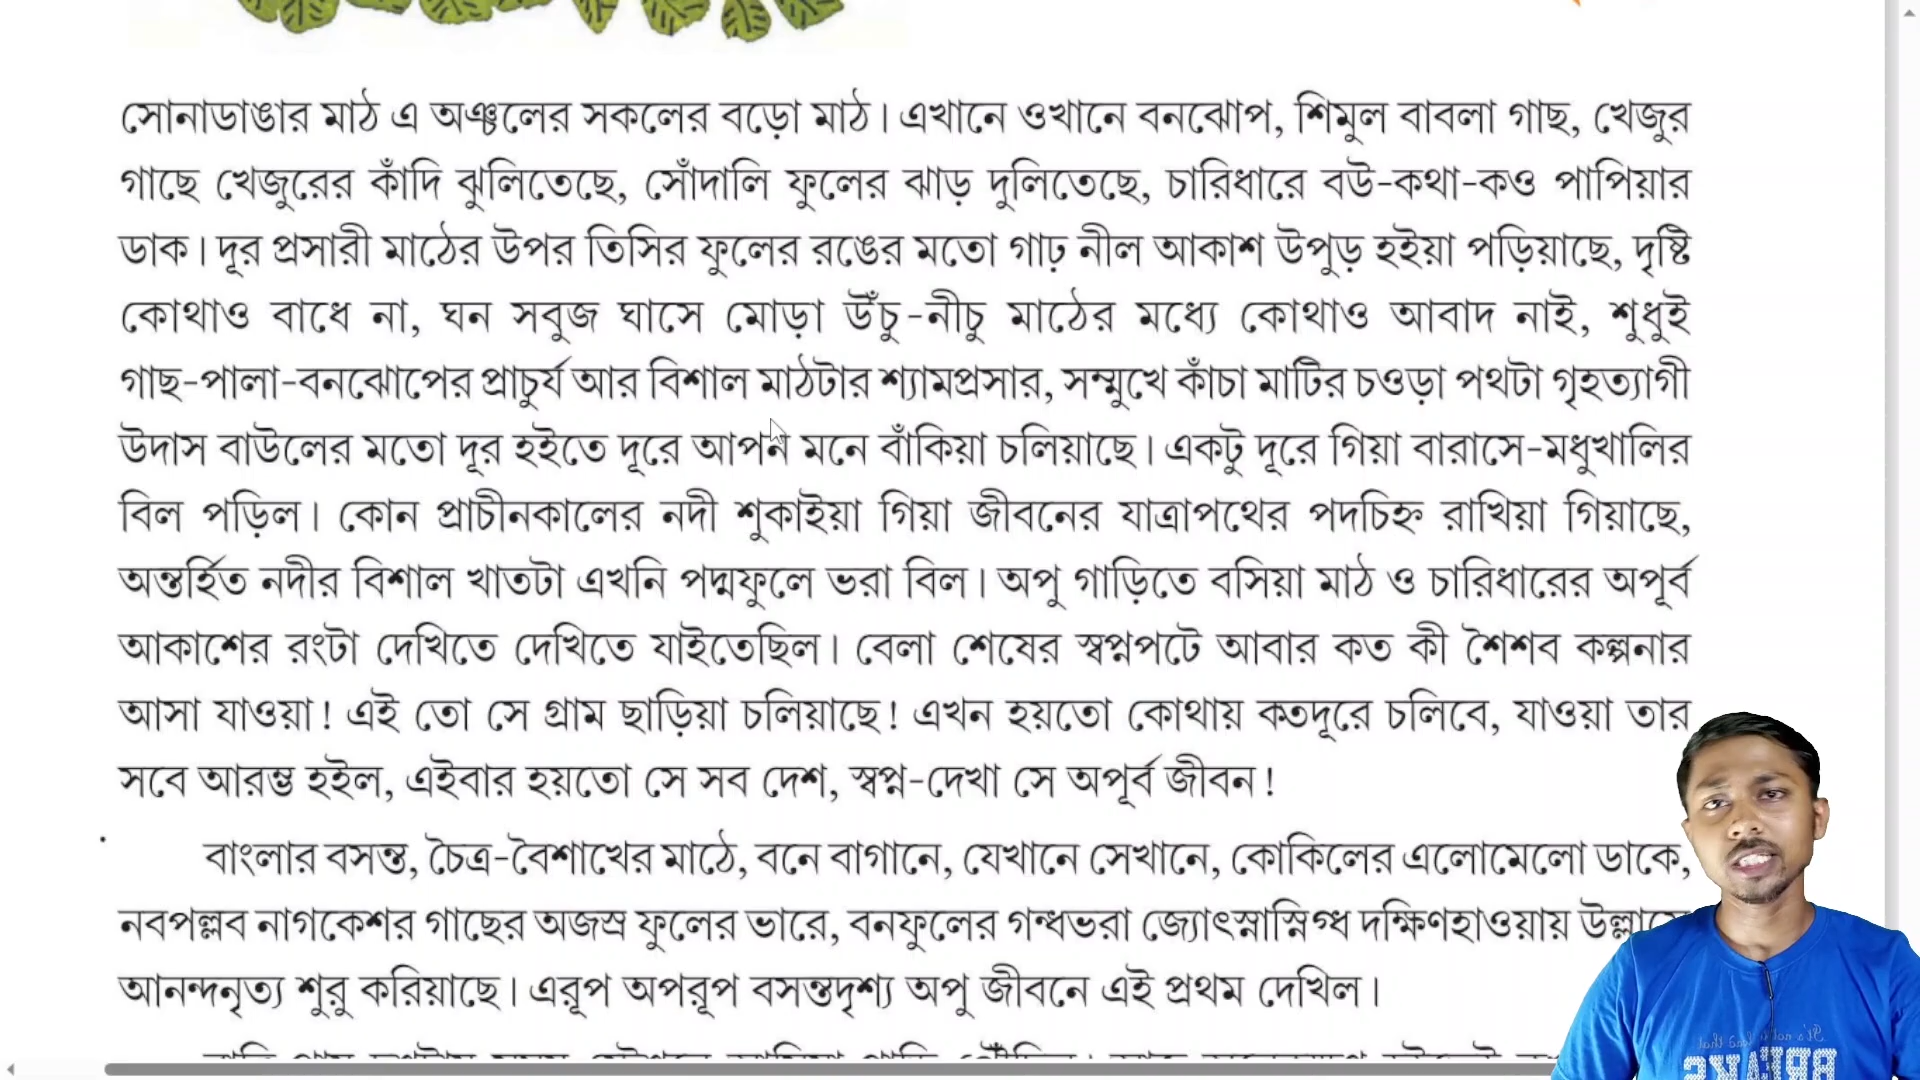 সোনাডাঙার মাঠ এ অঞ্চলের সকলের বড়ো মাঠ। এখানে ওখানে বনঝোপ, শিমুল বাবলা গাছ, খেজুর
গাছে খেজুরের কাঁদি ঝুলিতেছে, সোঁদালি ফুলের ঝাড় দুলিতেছে, চারিধারে বউ-কথা-কও পাপিয়ার
ডাক। দূর প্রসারী মাঠের উপর তিসির ফুলের রঙের মতো গাঢ় নীল আকাশ উপুড় হইয়া পড়িয়াছে, দৃষ্টি
কোথাও বাধে না, ঘন সবুজ ঘাসে মোড়া উঁচু-নীচু মাঠের মধ্যে কোথাও আবাদ নাই, শুধুই
গাছ-পালা-বনঝোপের প্রাচুর্য আর বিশাল মাঠটার শ্যামপ্রসার, সম্মুখে কাঁচা মাটির চওড়া পথটা গৃহত্যাগী
উদাস বাউলের মতো দূর হইতে দূরে আপন মনে বাঁকিয়া চলিয়াছে। একটু দূরে গিয়া বারাসে-মধুখালির
বিল পড়িল। কোন প্রাচীনকালের নদী শুকাইয়া গিয়া জীবনের যাত্রাপথের পদচিহ্ন রাখিয়া গিয়াছে,
অন্তর্হিত নদীর বিশাল খাতটা এখনি পদ্মফুলে ভরা বিল। অপু গাড়িতে বসিয়া মাঠ ও চারিধারের অপূর্ব
আকাশের রংটা দেখিতে দেখিতে যাইতেছিল। বেলা শেষের স্বপ্নপটে আবার কত কী শৈশব কল্পনার
আসা যাওয়া! এই তো সে গ্রাম ছাড়িয়া চলিয়াছে! এখন হয়তো কোথায় কতদূরে চলিবে, যাওয়া তার
সবে আরম্ভ হইল, এইবার হয়তো সে সব দেশ, স্বপ্ন-দেখা সে অপূর্ব জীবন!
বাংলার বসন্ত, চৈত্র-বৈশাখের মাঠে, বনে বাগানে, যেখানে সেখানে, কোকিলের এলোমেলো ডাকে,
নবপল্লব নাগকেশর গাছের অজস্র ফুলের ভারে, বনফুলের গন্ধভরা জ্যোৎস্নাস্নিগ্ধ দক্ষিণহাওয়ায়
আনন্দনৃত্য শুরু করিয়াছে। এরূপ অপরূপ বসন্তদৃশ্য অপু জীবনে এই প্রথম দেখিল।